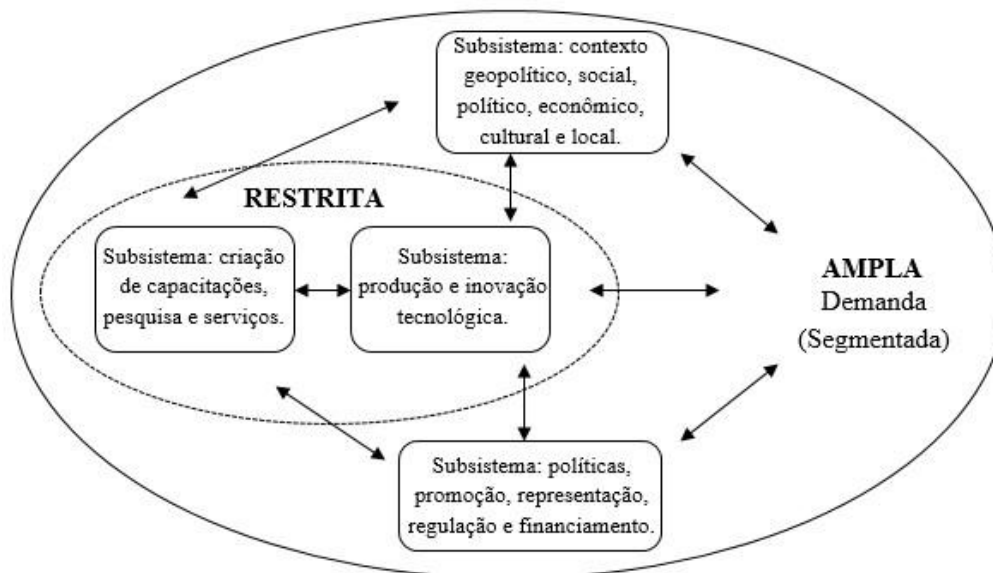 Subsistema: contexto
geopolítico, social,
político, econômico,
cultural e local.
RESTRITA
Subsistema: criação
de capacitações,
pesquisa e serviços.
Subsistema:
produção e inovação
tecnológica.
AMPLA
Demanda
(Segmentada)
Subsistema: políticas,
promoção, representação,
regulação e financiamento.